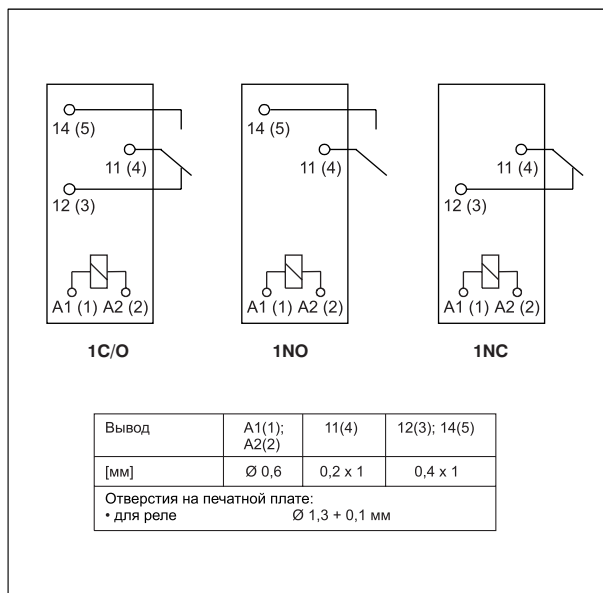 14 (5)
11 (4)
12 (3)
A1 (1) A2 (2)
1C/O
14 (5)
11 (4)
A1 (1) A2 (2)
1NO
11 (4)
12 (3)
A1 (1) A2 (2)
1NC
Вывод A1(1); 11(4) 12(3); 14(5)
A2(2)
[мм] Ø 0,6 0,2 x 1 0,4 x 1
Отверстия на печатной плате:
• для реле Ø 1,3 + 0,1 мм